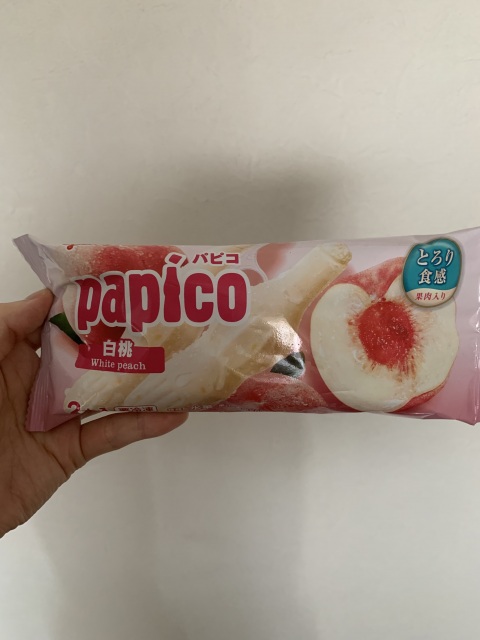 パピコ
papico
白桃
White peach
とろり
食感
果肉入り